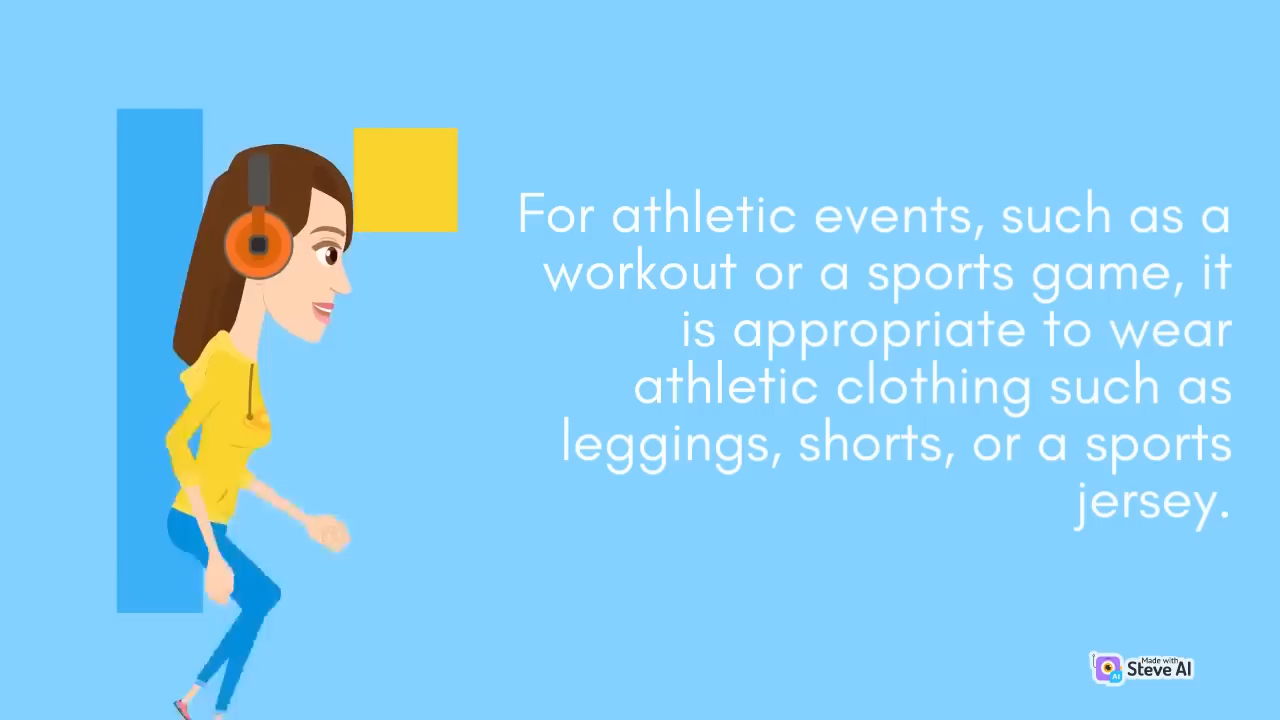 For athletic events, such as a
workout or a sports game, it
is appropriate to wear
athletic clothing such as
leggings, shorts, or a sports
jersey.
Made with
Steve AI
AI